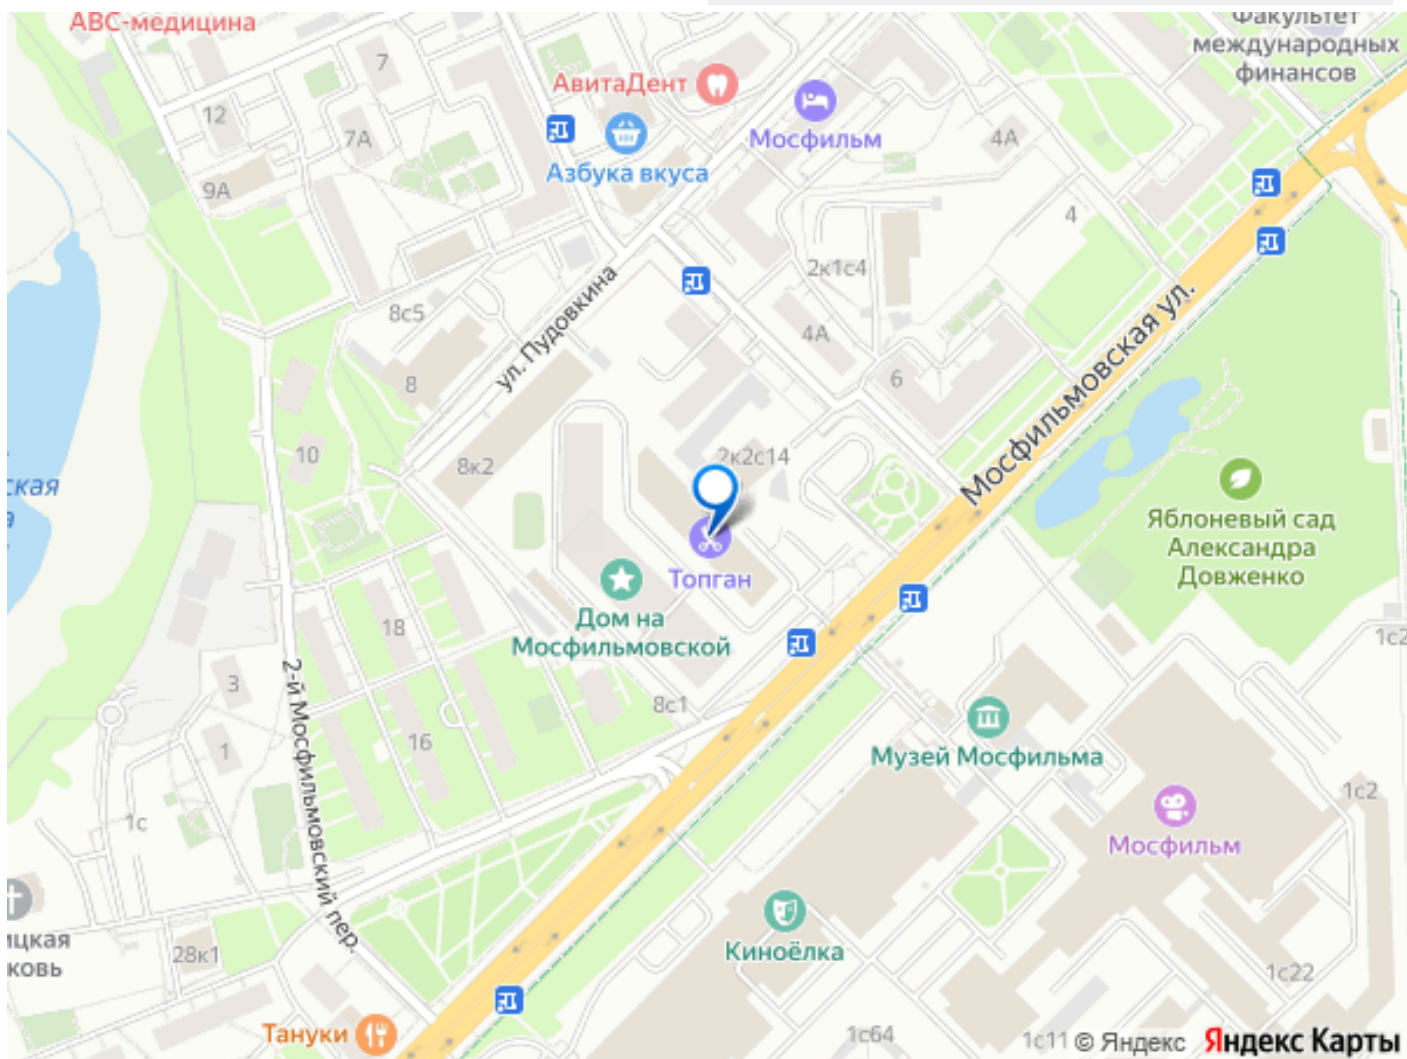 АВС-медицина
Факультет
международных
финансов
7
АвитаДент
12
7А
Мосфильм
4А
Азбука вкуса
9А
4
2к1с4
8с5
ул. Пудовкина
4А
Мосфильмовская ул.
8
6
10
8к2
2к2с14
ская
а
Яблоневый сад
Александра
Довженко
Топган
Дом на
Мосфильмовской
18
1с2
3
2-й Мосфильмовский пер.
8с1
16
1
Музей Мосфильма
1с2
1с
Мосфильм
ицкая
ковь
28к1
Киноёлка
1с22
Тануки
1с64
1с11
© Яндекс Яндекс Карты